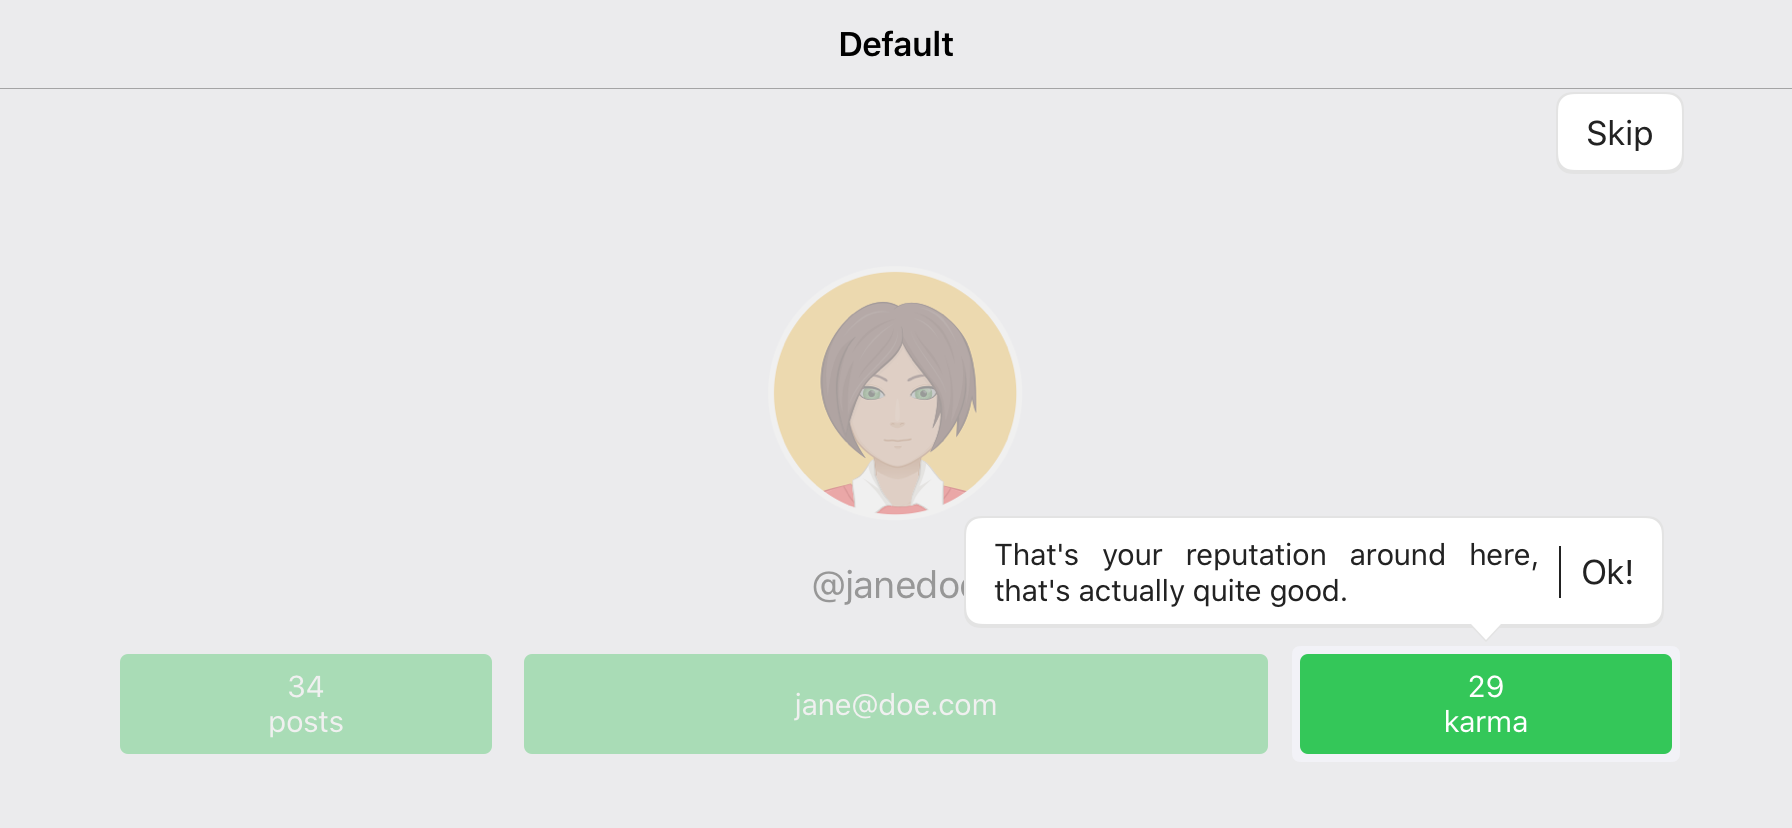 Default
Skip
@janedo
That's your reputation around here,
that's actually quite good.
Ok!
34
posts
jane@doe.com
29
karma